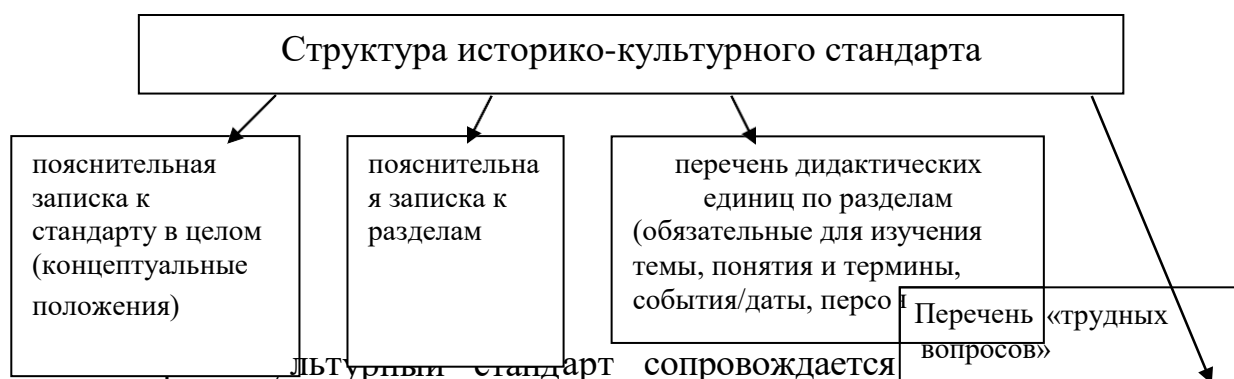 Структура историко-культурного стандарта
пояснительная
записка к
стандарту в целом
(концептуальные
положения)
пояснительна
я записка к
разделам
перечень дидактических
единиц по разделам
(обязательные для изучения
темы, понятия и термины,
события/даты,
Перечень «трудных
вопросов»
стандарт сопровождается